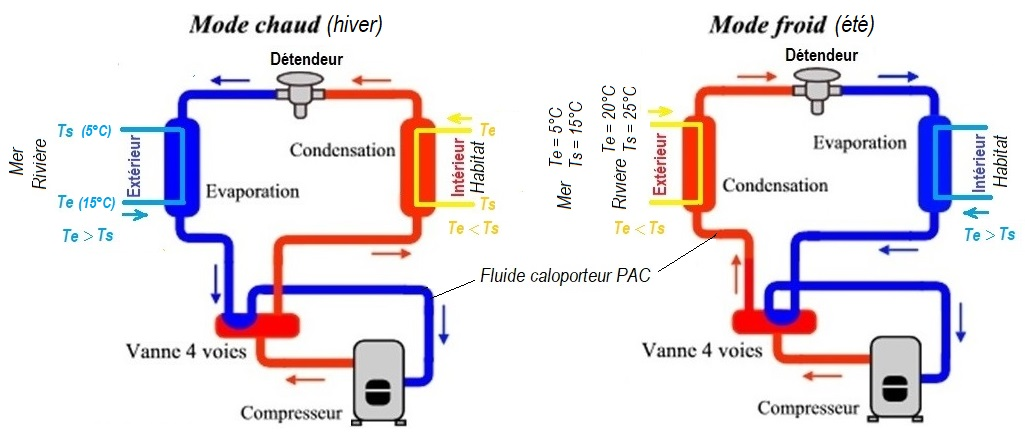 Mode chaud (hiver)
Détendeur
Mer
Rivière
Ts (5°C)
Extérieur
Te (15°C)
Te > Ts
Evaporation
Condensation
Te
Intérieur
Habitat
Ts
Te < Ts
Vanne 4 voies
Compresseur
Fluide caloporteur PAC
Mode froid (été)
Détendeur
Mer Te = 5°C
Ts = 15°C
Rivière Te = 20°C
Ts = 25°C
Extérieur
Te < Ts
Condensation
Evaporation
Intérieur
Habitat
Te > Ts
Vanne 4 voies
Compresseur